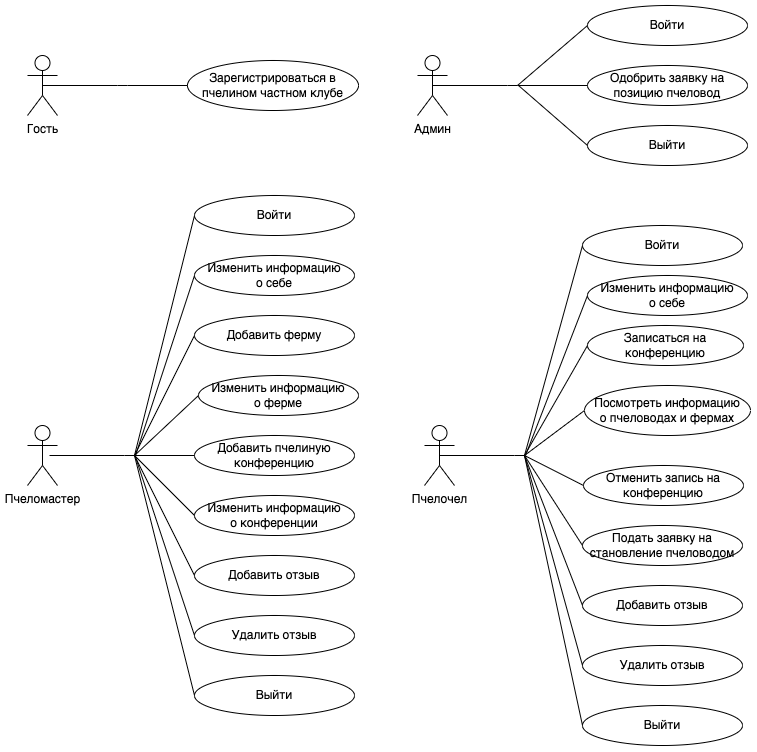 Гость
Зарегистрироваться в
пчелином частном клубе
Админ
Войти
Одобрить заявку на
позицию пчеловод
Выйти
Пчеломастер
Войти
Изменить информацию
о себе
Добавить ферму
Изменить информацию
о ферме
Добавить пчелиную
конференцию
Изменить информацию
о конференции
Добавить отзыв
Удалить отзыв
Выйти
Пчелочел
Войти
Изменить информацию
о себе
Записаться на
конференцию
Посмотреть информацию
о пчеловодах и фермах
Отменить запись на
конференцию
Подать заявку на
становление пчеловодом
Добавить отзыв
Удалить отзыв
Выйти